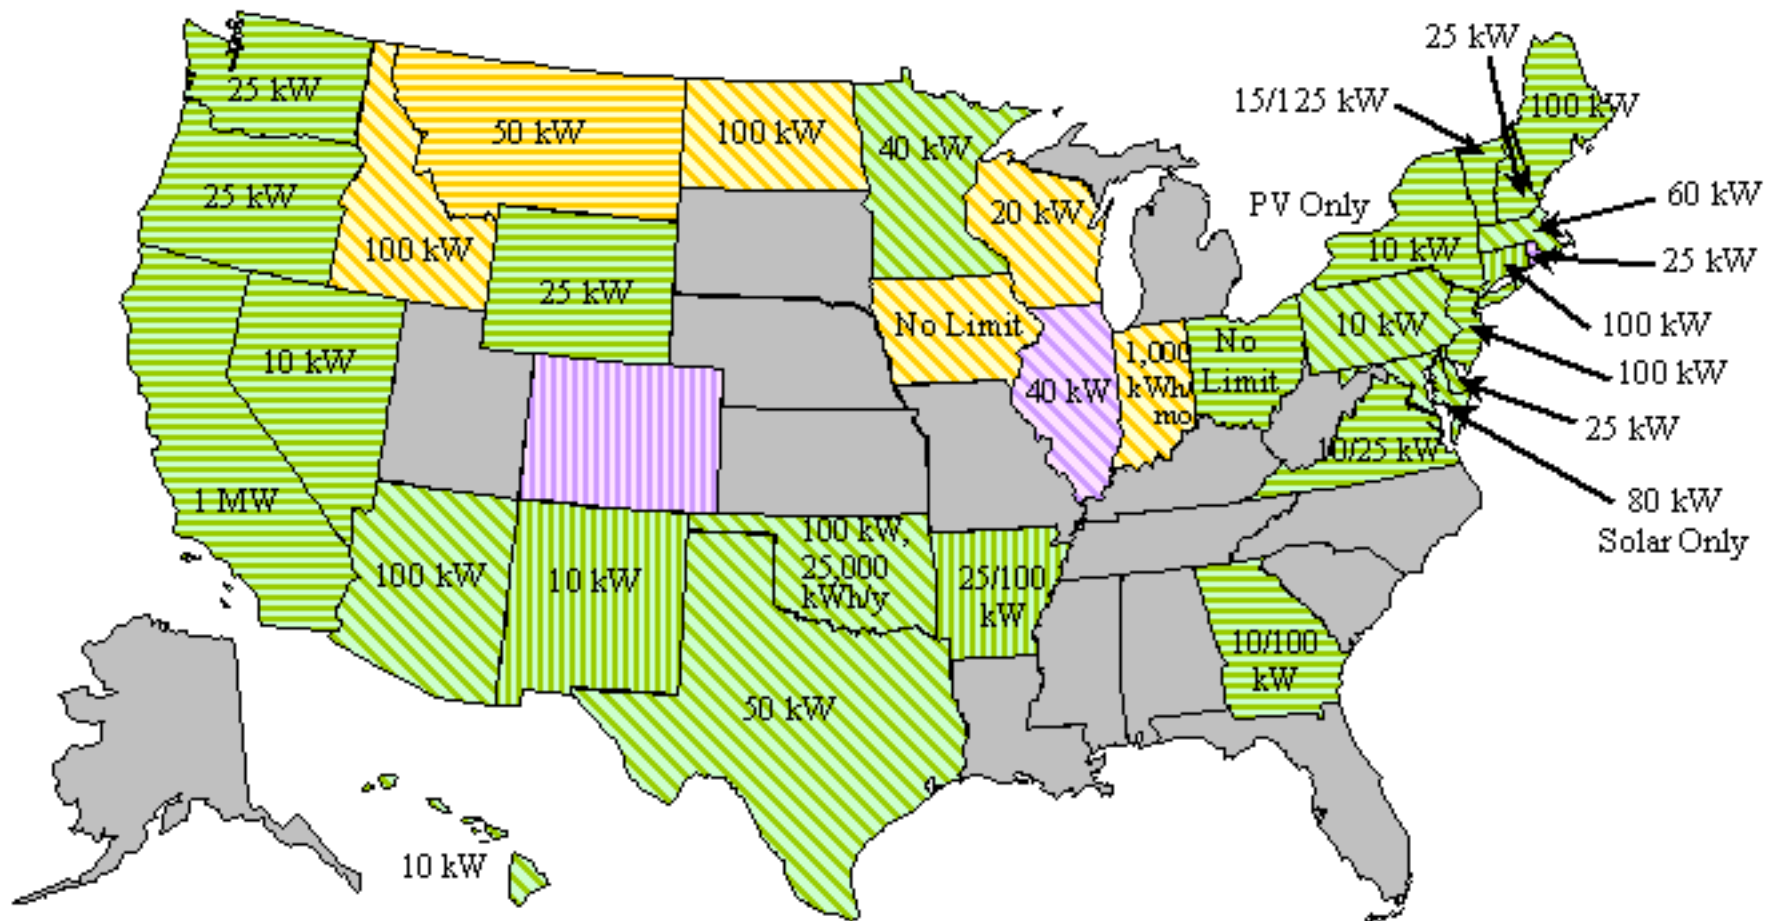 25 kW
15/125 kW
25 kW
100 kW
50 kW
100 kW
40 kW
25 kW
20 kW
PV Only
60 kW
100 kW
10 kW
25 kW
25 kW
No Limit
10 kW
100 kW
10 kW
1,000
kWh/
mo
No
Limit
100 kW
40 kW
25 kW
10/25 kW
1 MW
80 kW
Solar Only
100 kW,
25,000
kWh/y
100 kW
10 kW
25/100
kW
10/100
kW
50 kW
10 kW